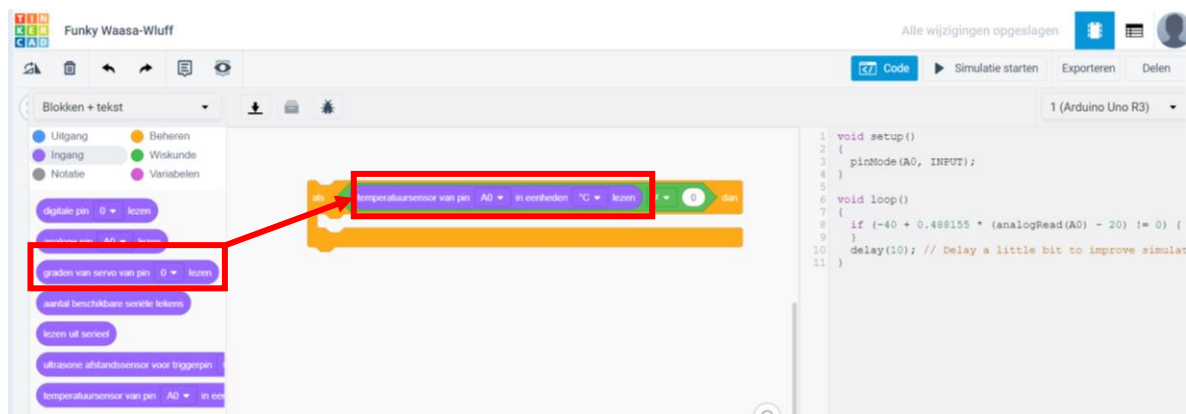 TIN
KER
CAD
Funky Waasa-Wluff
Alle wijzigingen opgeslagen
Code
Simulatie starten
Exporteren
Delen
Blokken + tekst
1 (Arduino Uno R3)
Uitgang
Beheren
Ingang
Wiskunde
Notatie
Variabelen
digitale pin 0 lezen
analoge pin A0 lezen
graden van servo van pin 0 lezen
aantal beschikbare seriële tekens
lezen uit serieel
ultrasone afstandssensor voor triggerpin
temperatuursensor van pin A0 in een
als temperatuursensor van pin A0 in eenheden °C lezen 0 dan
1 void setup()
2 {
3 pinMode(A0, INPUT);
4 }
5
6 void loop()
7 {
8 if (-40 + 0.488155 * (analogRead(A0) - 20) != 0) {
9 }
10 delay(10); // Delay a little bit to improve simulat
11 }